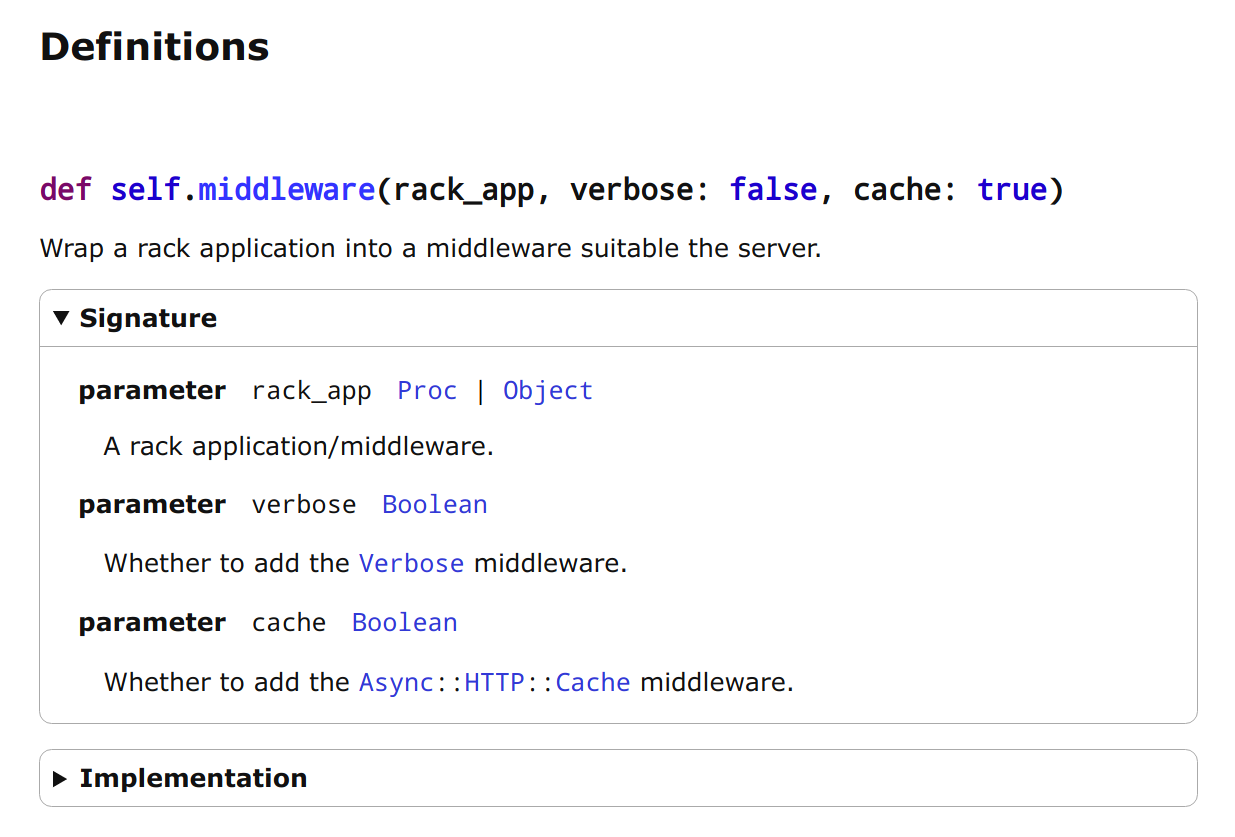 Definitions
def self.middleware(rack_app, verbose: false, cache: true)
Wrap a rack application into a middleware suitable the server.
▼ Signature
parameter rack_app Proc | Object
A rack application/middleware.
parameter verbose Boolean
Whether to add the Verbose middleware.
parameter cache Boolean
Whether to add the Async::HTTP::Cache middleware.
▶ Implementation